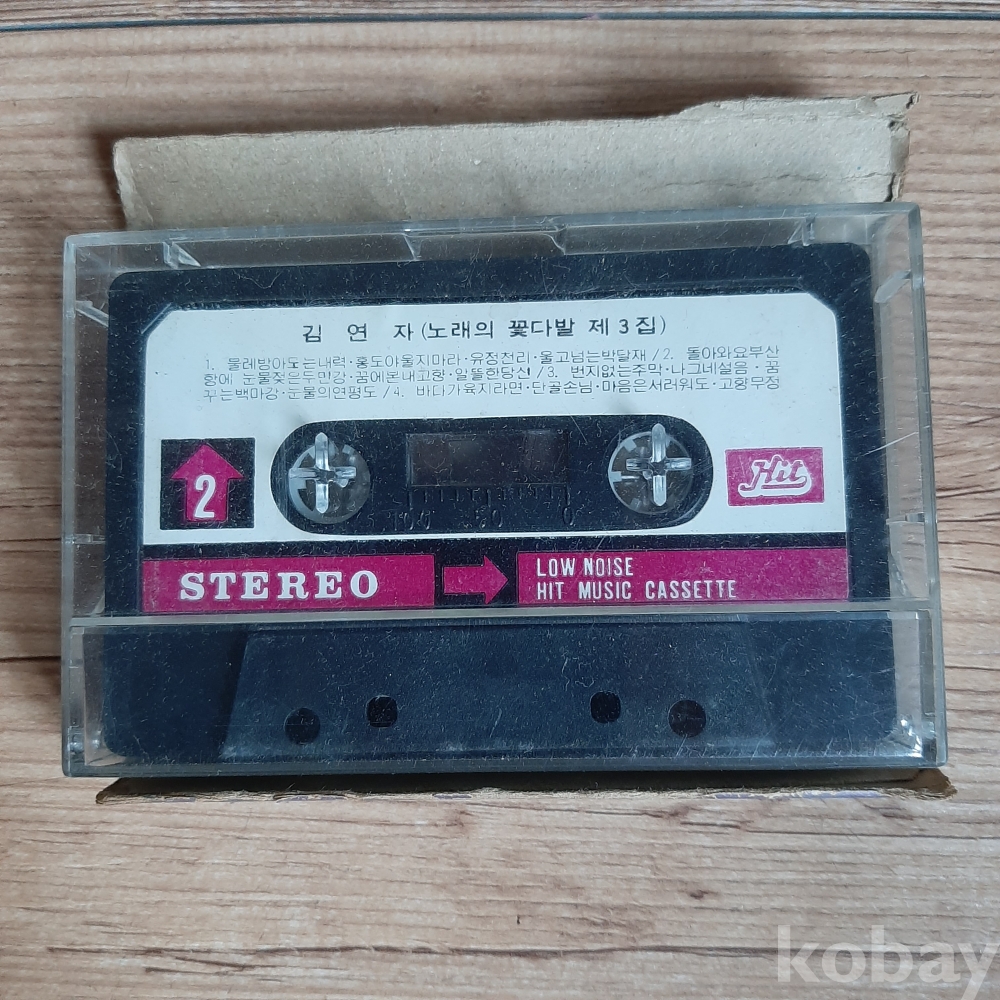 김 연 자 (노래의 꽃다발 제 3 집)
1. 물레방아도는내력·홍도야울지마라·유정천리·울고넘는박달재/2. 돌아와요부산
항에 눈물젖은두만강·꿈에본내고향·알뜰한당신/3. 번지없는주막·나그네설음·꿈
꾸는백마강·눈물의연평도/4. 바다가육지라면·단골손님·마음은서러워도·고향무정
2
Hit
100 50 0
STEREO
LOW NOISE
HIT MUSIC CASSETTE
kobay